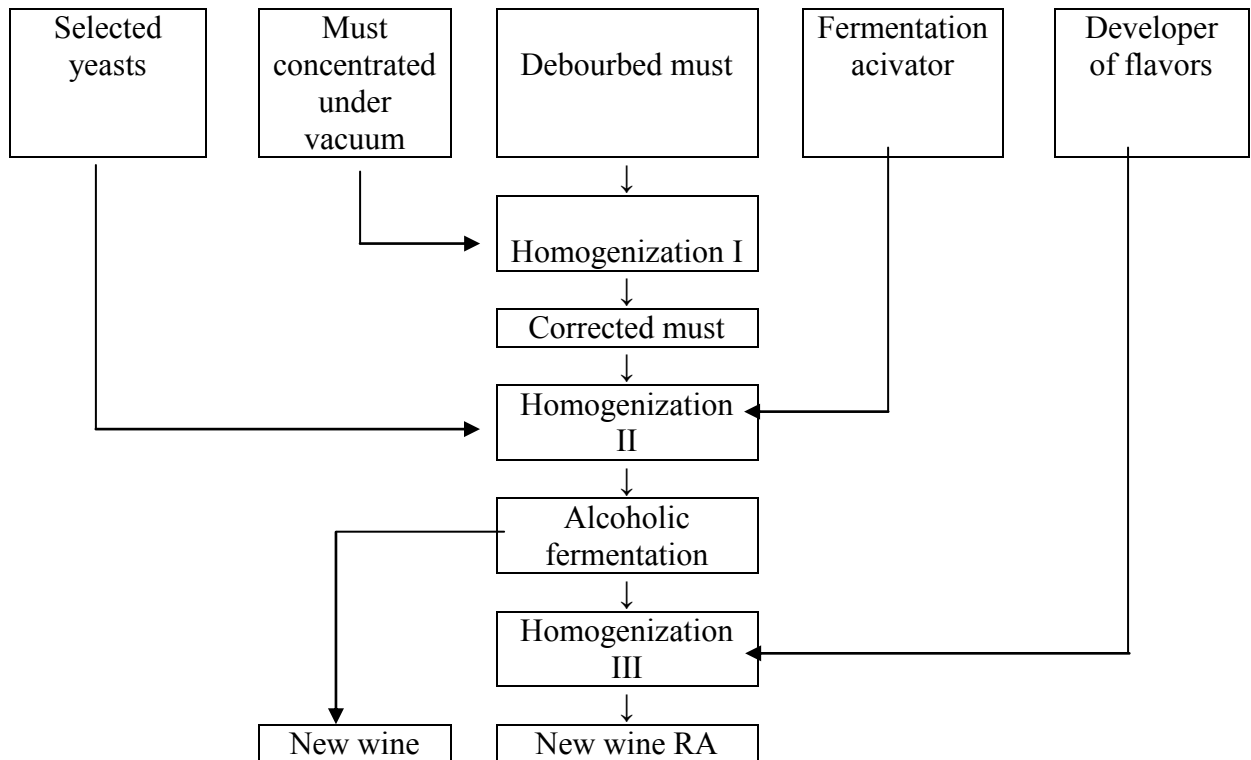 Selected
yeasts
Must
concentrated
under
vacuum
Debourbed must
Fermentation
acivator
Developer
of flavors
↓
Homogenization I
↓
Corrected must
↓
Homogenization
II
↓
Alcoholic
fermentation
↓
Homogenization
III
↓
New wine
New wine RA